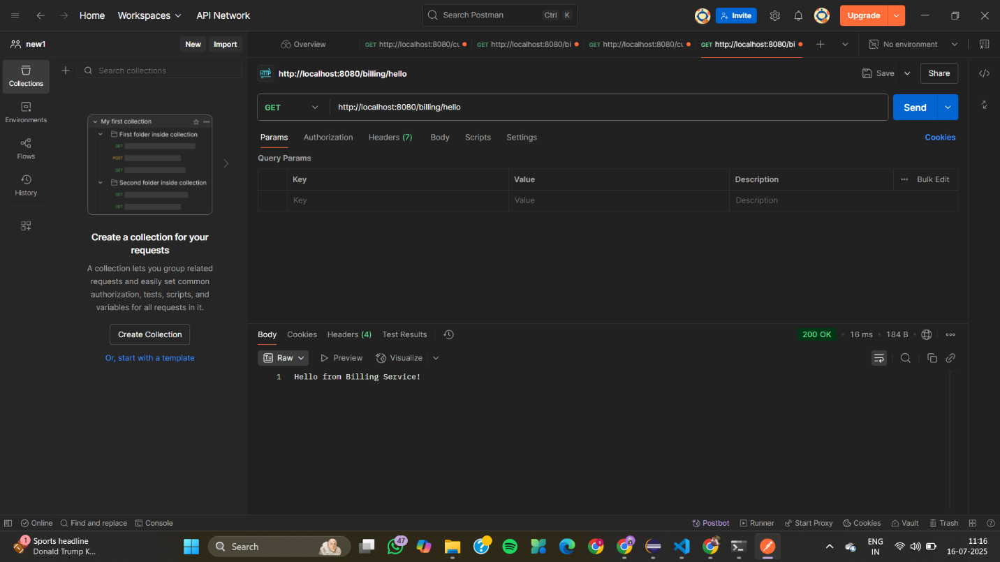 Home
Workspaces
API Network
Search Postman
Ctrl
K
Invite
Upgrade
new1
New
Import
Overview
GET http://localhost:8080/cu
GET http://localhost:8080/bi
GET http://localhost:8080/cu
GET http://localhost:8080/bi
No environment
Collections
Environments
Flows
History
Search collections
My first collection
First folder inside collection
GET
POST
GET
Second folder inside collection
GET
GET
Create a collection for your
requests
A collection lets you group related
requests and easily set common
authorization, tests, scripts, and
variables for all requests in it.
Create Collection
Or, start with a template
HTTP
http://localhost:8080/billing/hello
Save
Share
GET
http://localhost:8080/billing/hello
Send
Params
Authorization
Headers (7)
Body
Scripts
Settings
Cookies
Query Params
Key
Value
Description
Bulk Edit
Key
Value
Description
Body
Cookies
Headers (4)
Test Results
200 OK
16 ms
184 B
Raw
Preview
Visualize
1 Hello from Billing Service!
Online
Find and replace
Console
Postbot
Runner
Start Proxy
Cookies
Vault
Trash
1
Sports headline
Donald Trump K...
Search
47
ENG
IN
11:16
16-07-2025